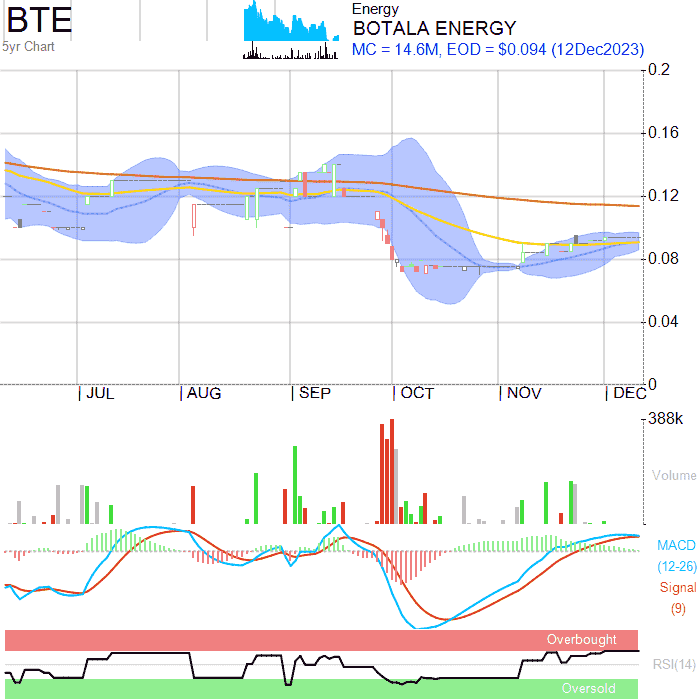 BTE
5yr Chart
Energy
BOTALA ENERGY
MC = 14.6M, EOD = $0.094 (12Dec2023)
0.2
0.16
0.12
0.08
0.04
0
JUL AUG SEP OCT NOV DEC
388k
Volume
MACD
(12-26)
Signal
(9)
Overbought
RSI(14)
Oversold